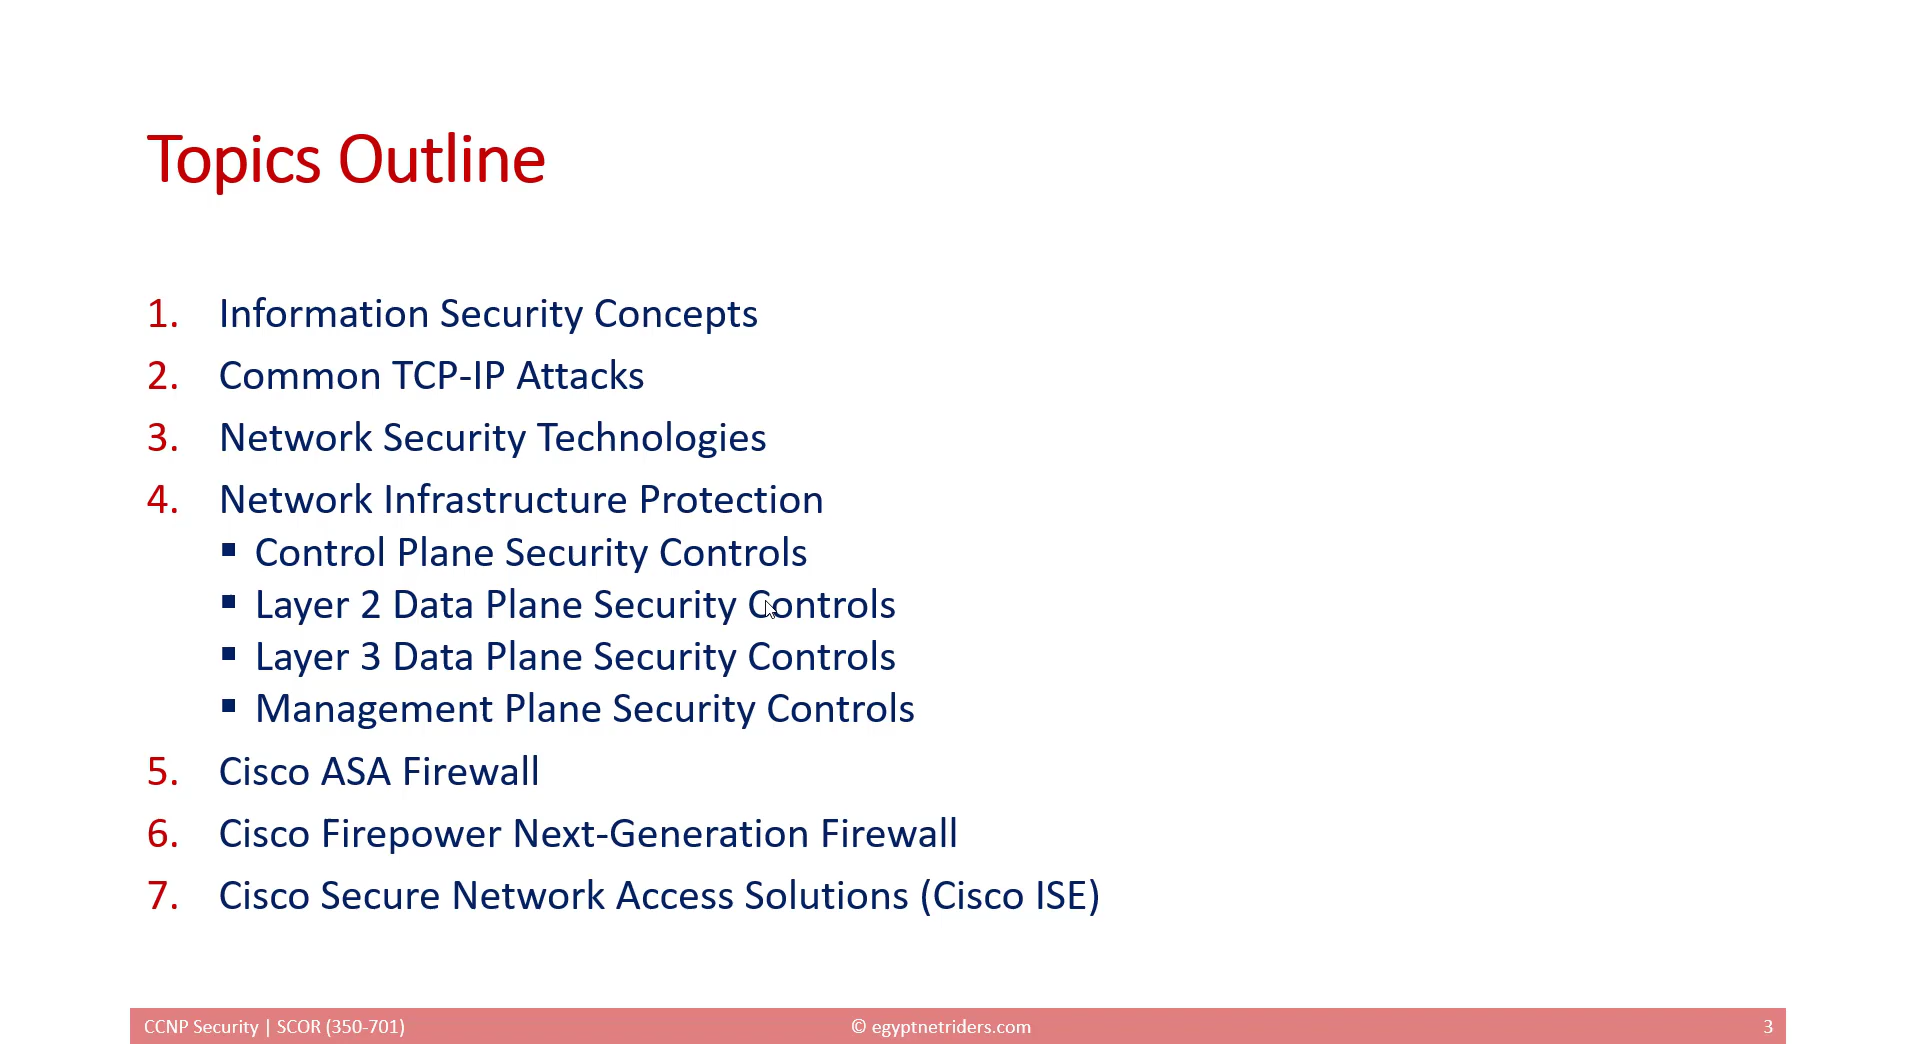 Topics Outline
1. Information Security Concepts
2. Common TCP-IP Attacks
3. Network Security Technologies
4. Network Infrastructure Protection
▪ Control Plane Security Controls
▪ Layer 2 Data Plane Security Controls
▪ Layer 3 Data Plane Security Controls
▪ Management Plane Security Controls
5. Cisco ASA Firewall
6. Cisco Firepower Next-Generation Firewall
7. Cisco Secure Network Access Solutions (Cisco ISE)
CCNP Security | SCOR (350-701) © egyptnetriders.com 3